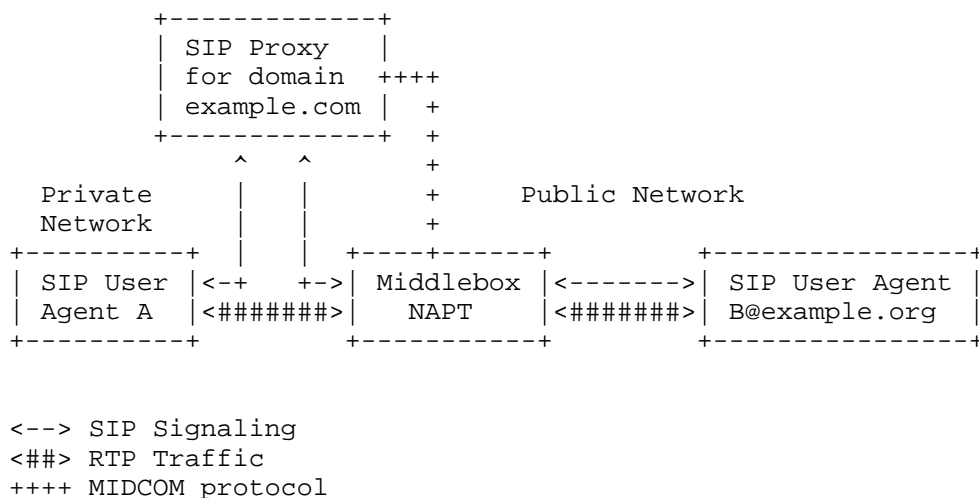 SIP Proxy
for domain ++++
example.com +
+
^ ^ +
Private + Public Network
Network +
SIP User <-+ +-> Middlebox <-------> SIP User Agent
Agent A <#######> NAPT <#######> B@example.org
<--> SIP Signaling
<##> RTP Traffic
++++ MIDCOM protocol